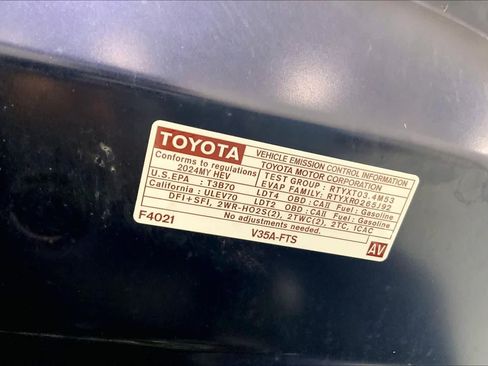 TOYOTA
VEHICLE EMISSION CONTROL INFORMATION
Conforms to regulations TOYOTA MOTOR CORPORATION
2024MY HEV TEST GROUP : RTYXT03.4M53
EVAP FAMILY: RTYXR0265J92
U.S.EPA : T3B70 LDT4 OBD:CAII Fuel: Gasoline
California : ULEV70 LDT2 OBD:CAII Fuel: Gasoline
DFI+SFI, 2WR-HO2S(2), 2TWC(2), 2TC, 1CAC
No adjustments needed.
F4021 V35A-FTS AV